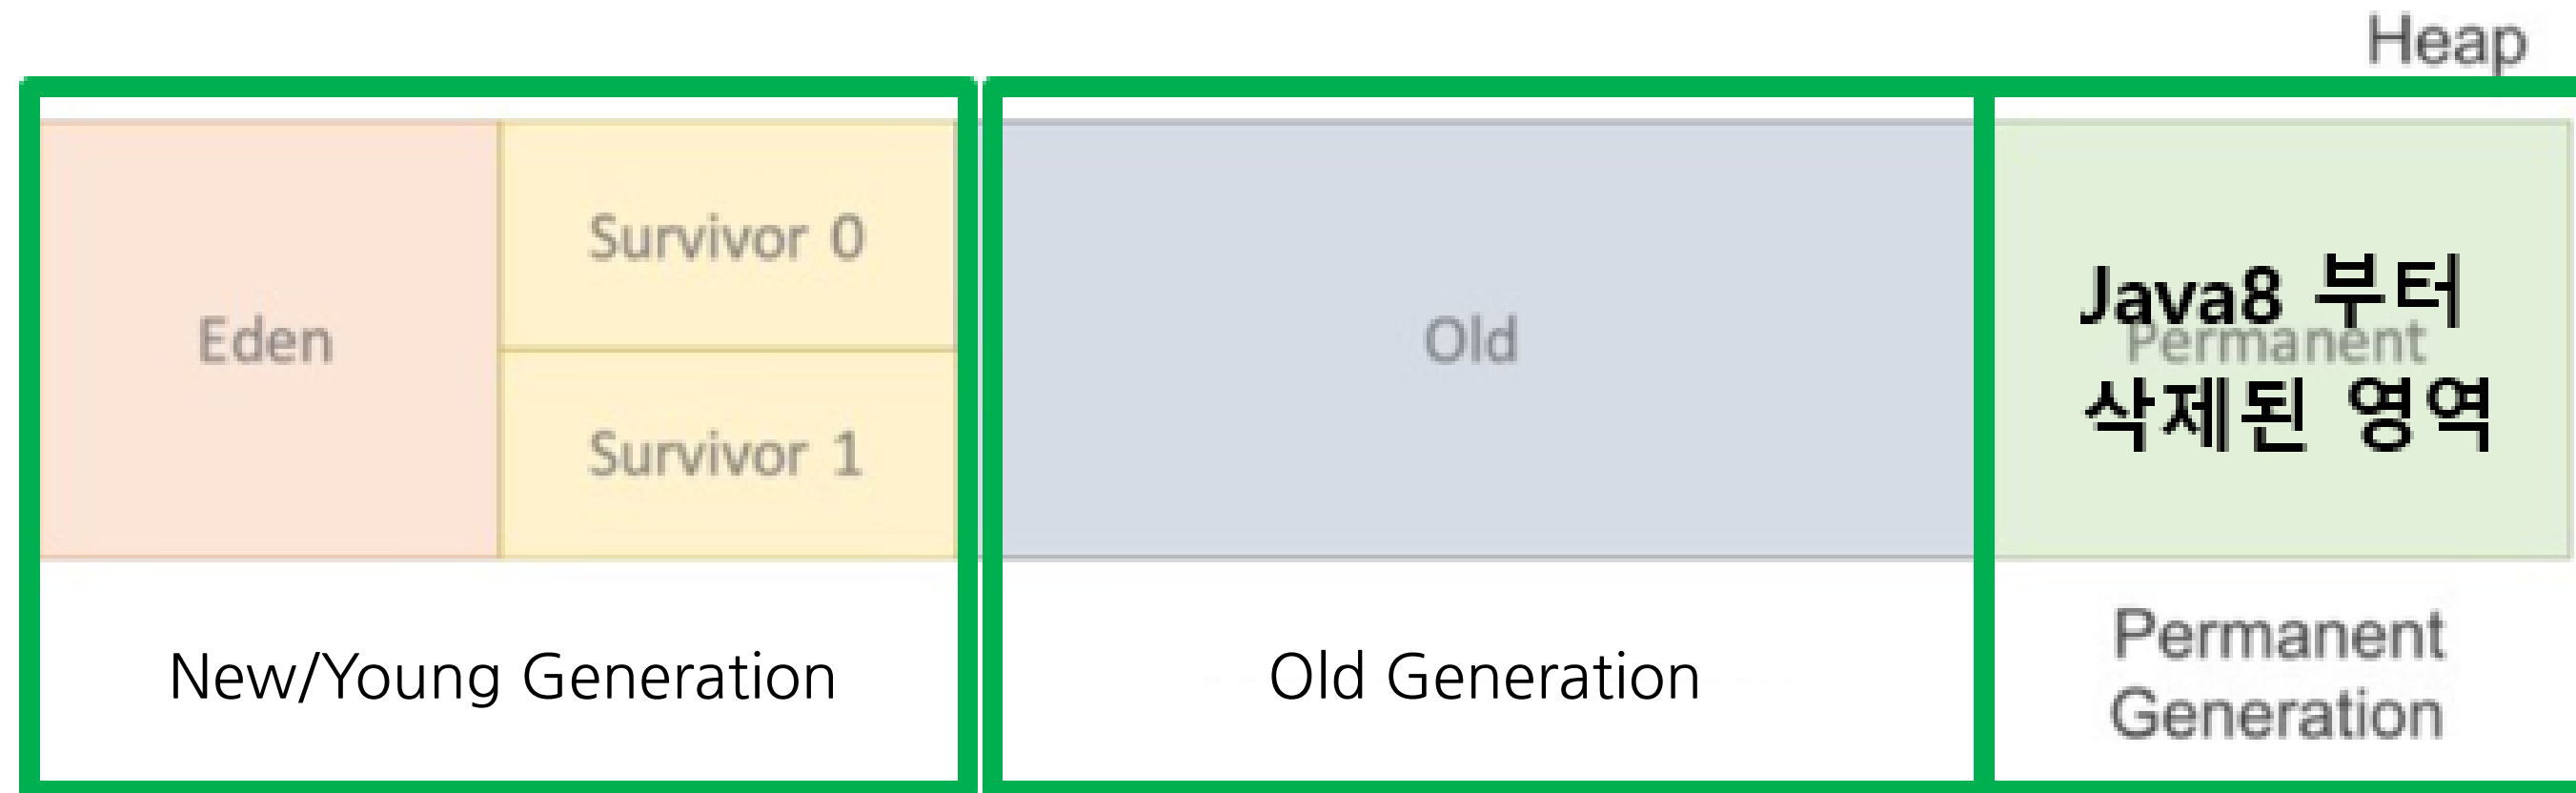 Heap
Eden
Survivor 0
Survivor 1
Old
Java8 부터
Permanent
삭제된 영역
New/Young Generation
Old Generation
Permanent
Generation